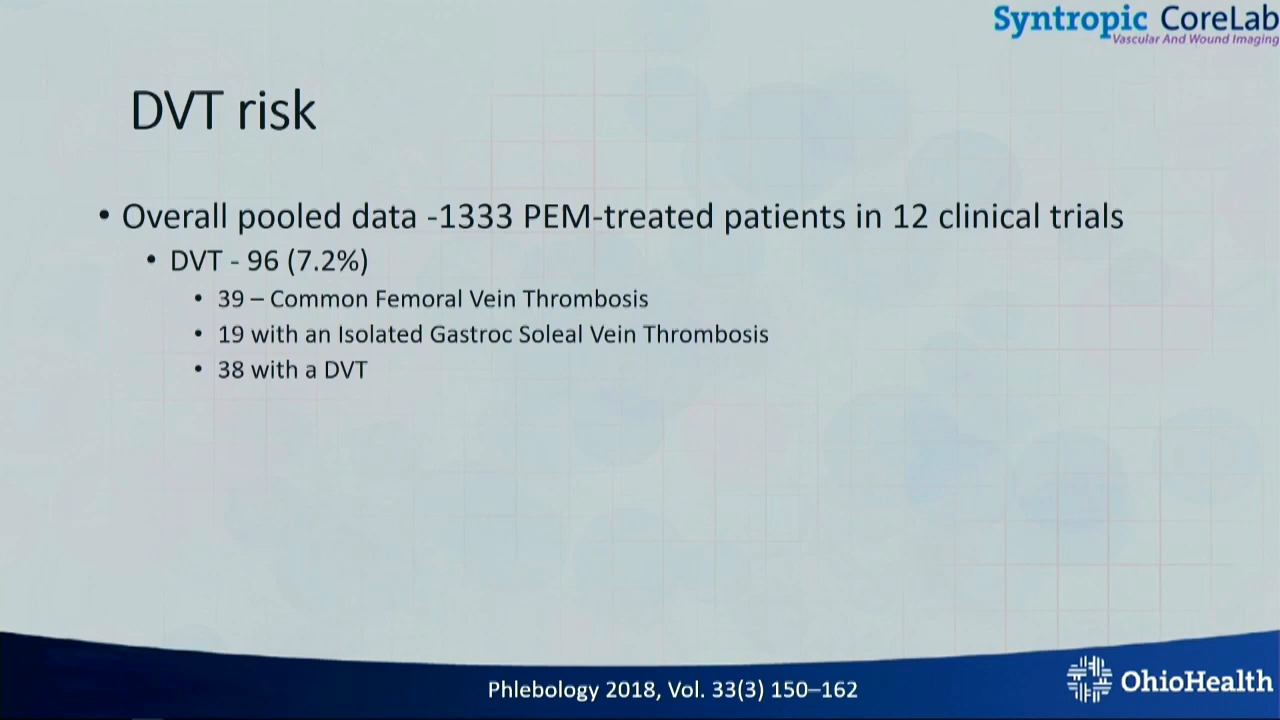 Syntropic CoreLab
Vascular And Wound Imaging
DVT risk
• Overall pooled data -1333 PEM-treated patients in 12 clinical trials
• DVT - 96 (7.2%)
• 39 – Common Femoral Vein Thrombosis
• 19 with an Isolated Gastroc Soleal Vein Thrombosis
• 38 with a DVT
Phlebology 2018, Vol. 33(3) 150–162
OhioHealth